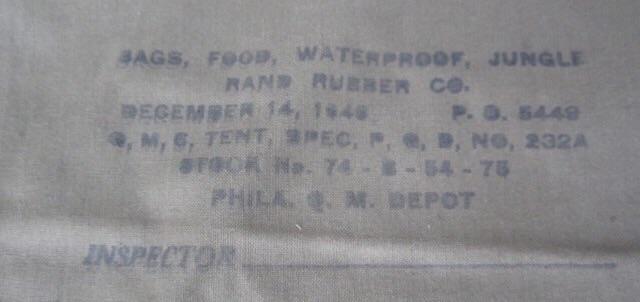 BAGS, FOOD, WATERPROOF, JUNGLE
RAND RUBBER CO.
DECEMBER 14, P. O. 5449
Q, M, C, TENT, SPEC, P, Q, D, NO, 232A
STOCK No. 74 - B - 54 - 75
PHILA. Q. M. DEPOT
INSPECTOR